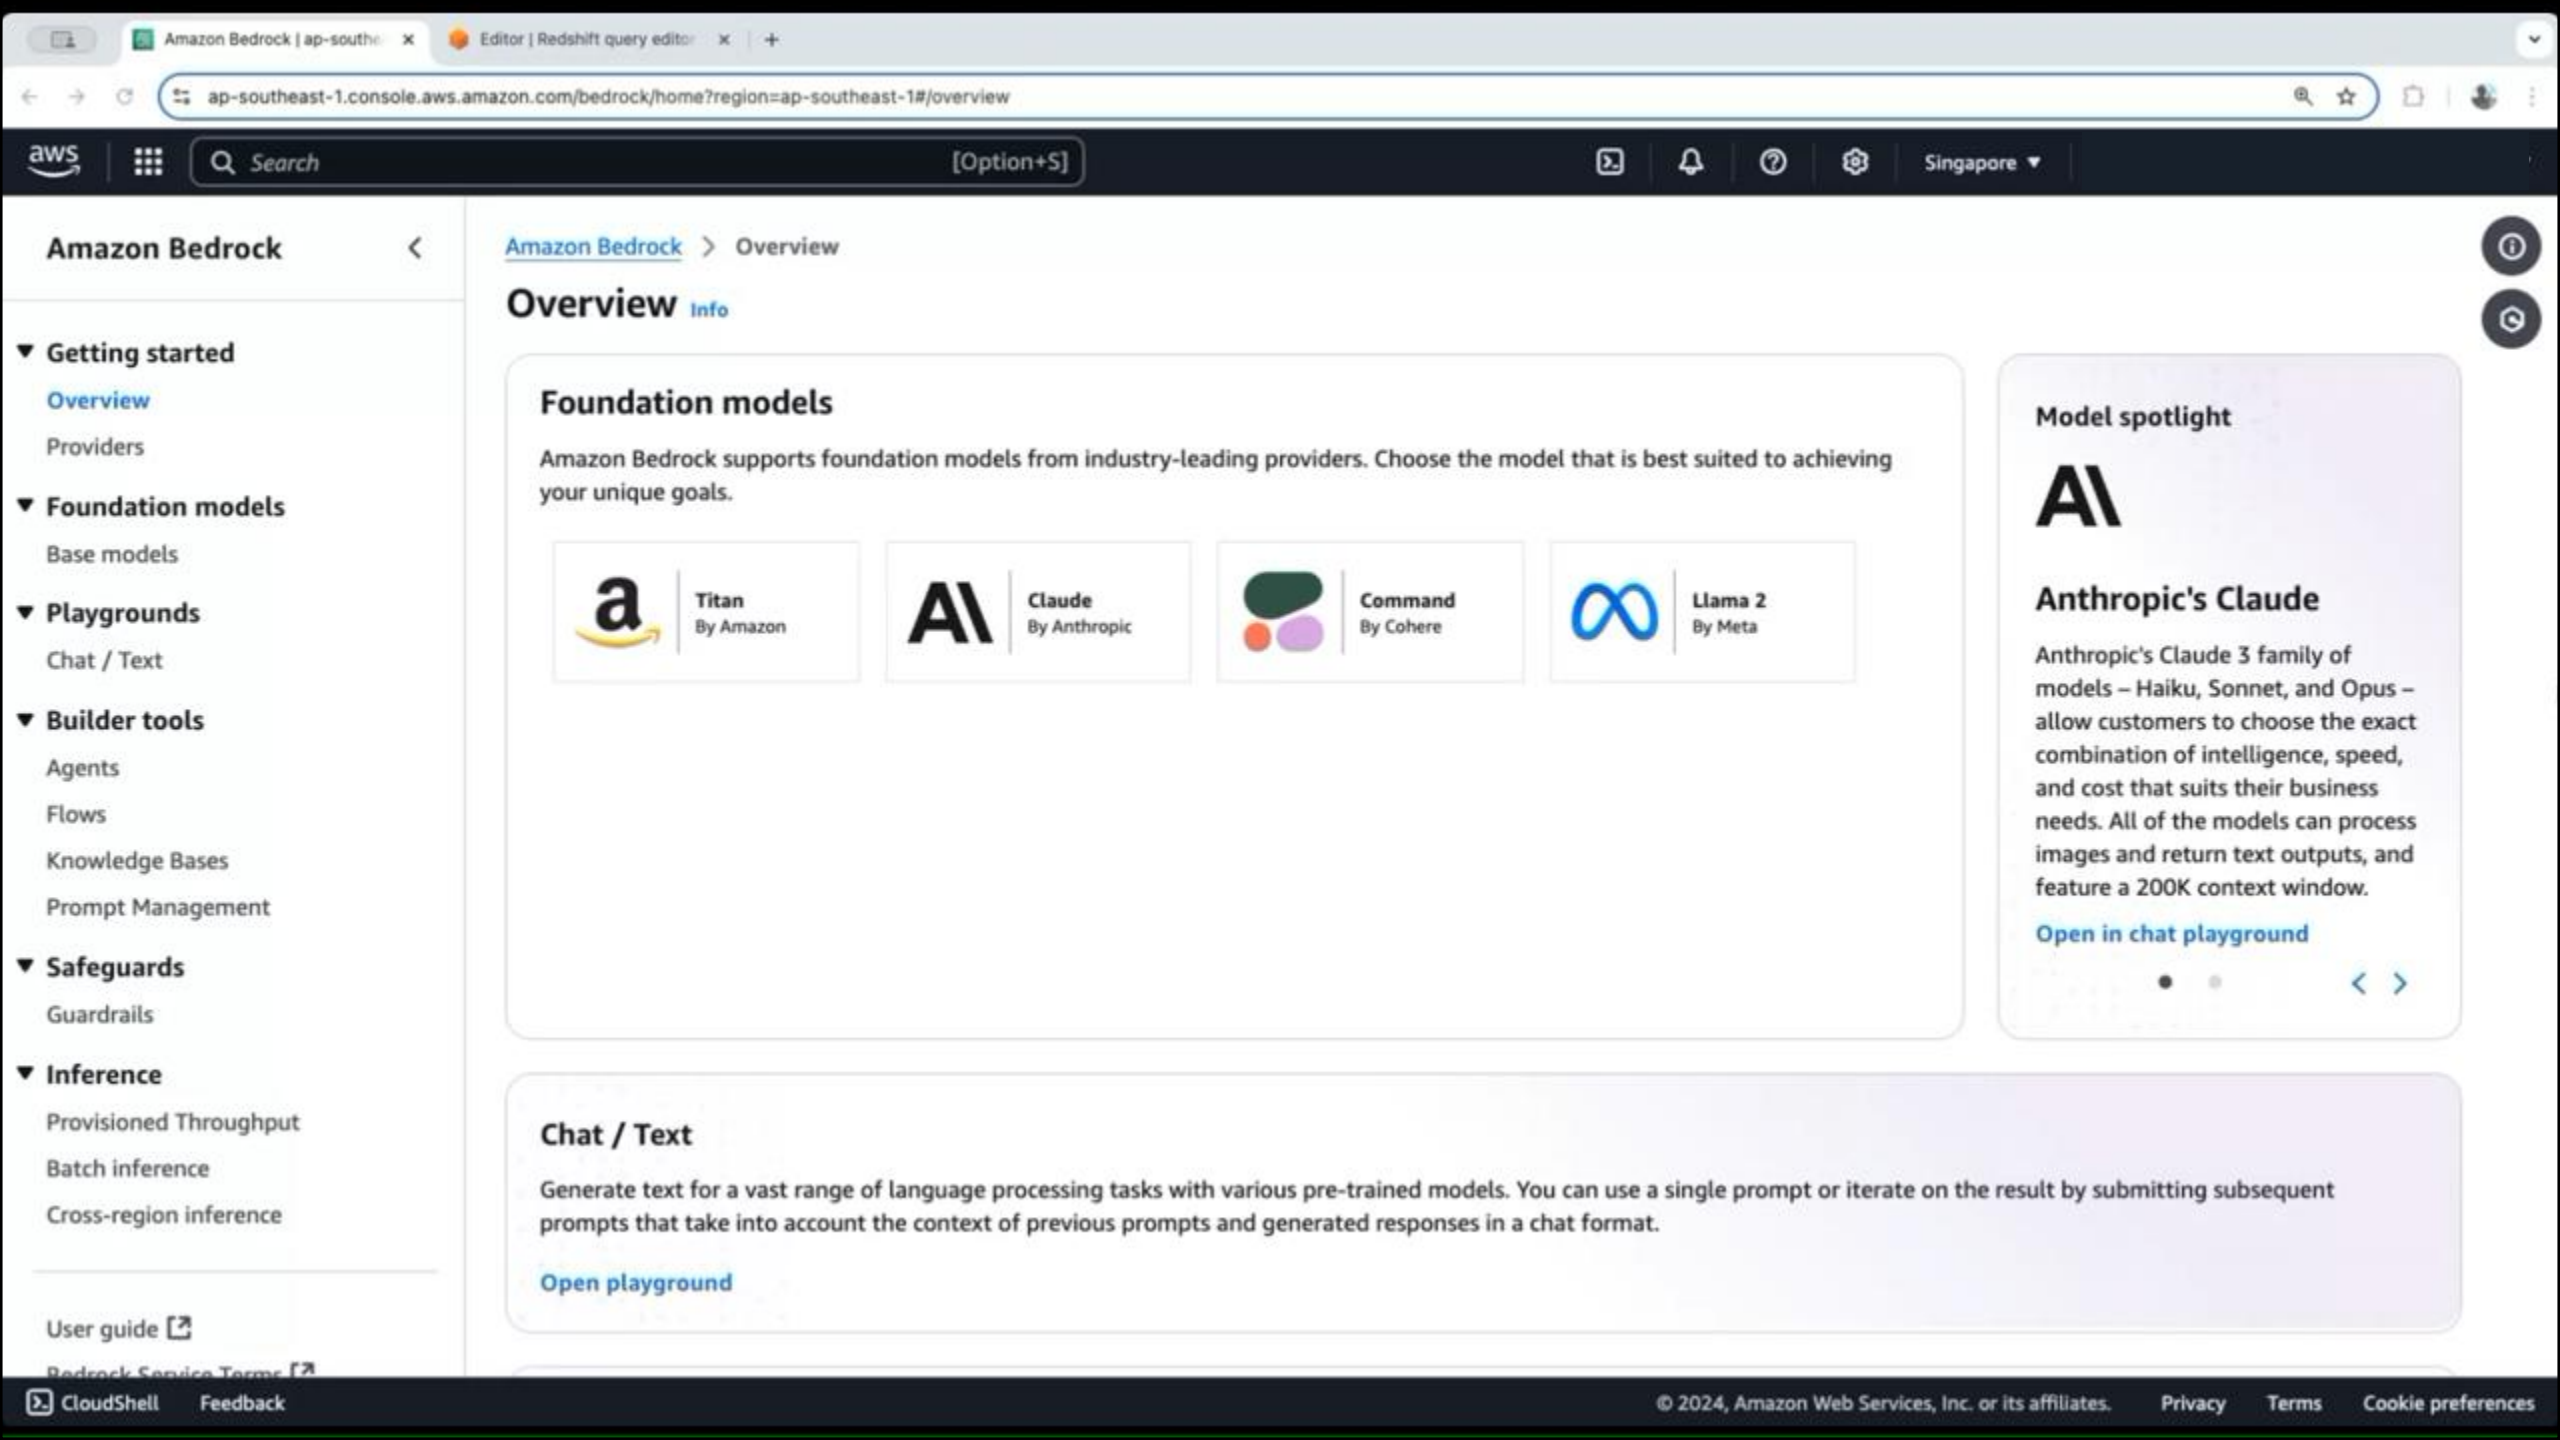 Amazon Bedrock | ap-southe
Editor | Redshift query editor
ap-southeast-1.console.aws.amazon.com/bedrock/home?region=ap-southeast-1#/overview
aws
Search
[Option+S]
Singapore
Amazon Bedrock
Getting started
Overview
Providers
Foundation models
Base models
Playgrounds
Chat / Text
Builder tools
Agents
Flows
Knowledge Bases
Prompt Management
Safeguards
Guardrails
Inference
Provisioned Throughput
Batch inference
Cross-region inference
User guide
Bedrock Service Terms
Amazon Bedrock > Overview
Overview Info
Foundation models
Amazon Bedrock supports foundation models from industry-leading providers. Choose the model that is best suited to achieving
your unique goals.
Titan
By Amazon
Claude
By Anthropic
Command
By Cohere
Llama 2
By Meta
Model spotlight
Anthropic's Claude
Anthropic's Claude 3 family of
models – Haiku, Sonnet, and Opus –
allow customers to choose the exact
combination of intelligence, speed,
and cost that suits their business
needs. All of the models can process
images and return text outputs, and
feature a 200K context window.
Open in chat playground
Chat / Text
Generate text for a vast range of language processing tasks with various pre-trained models. You can use a single prompt or iterate on the result by submitting subsequent
prompts that take into account the context of previous prompts and generated responses in a chat format.
Open playground
CloudShell
Feedback
© 2024, Amazon Web Services, Inc. or its affiliates.
Privacy
Terms
Cookie preferences